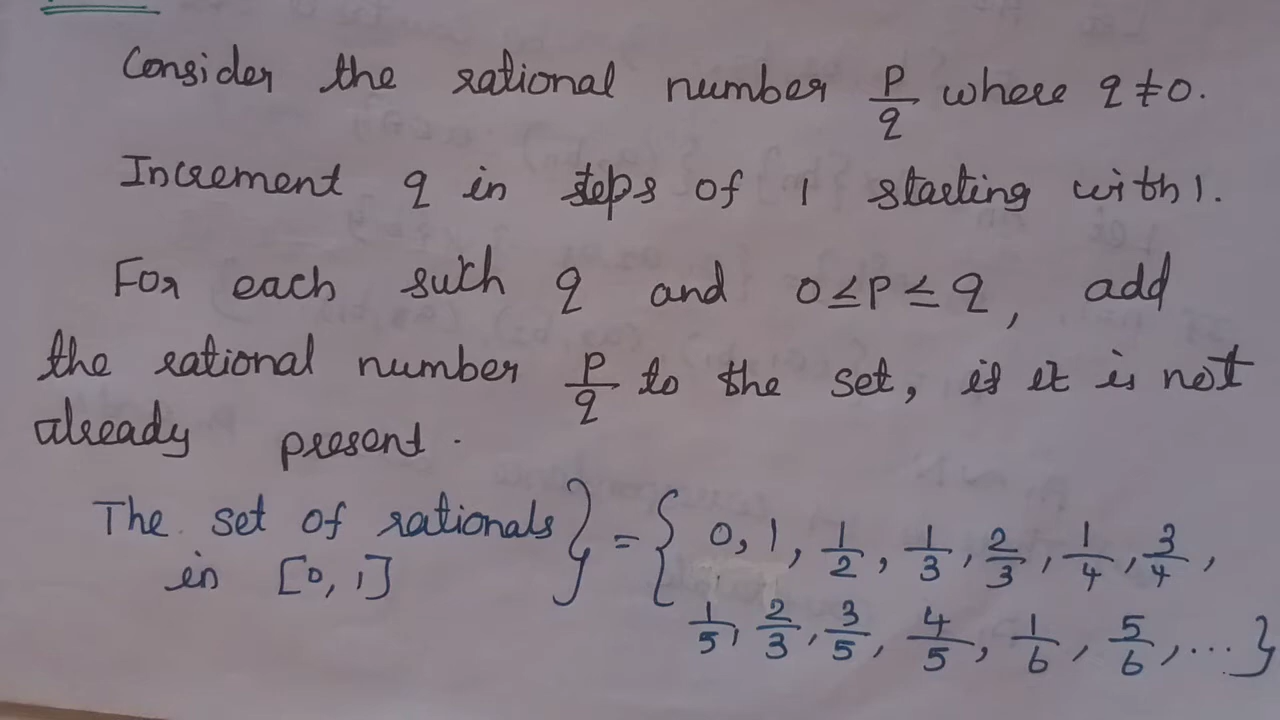 Consider the rational number p/q where q≠0.
Increment q in steps of 1 starting with 1.
For each such q and 0≤p≤q, add
the rational number p/q to the set, if it is not
already present.
The set of rationals } = { 0, 1, 1/2, 1/3, 2/3, 1/4, 3/4,
in [0, 1]
1/5, 2/3, 3/5, 4/5, 1/6, 5/6, ... }